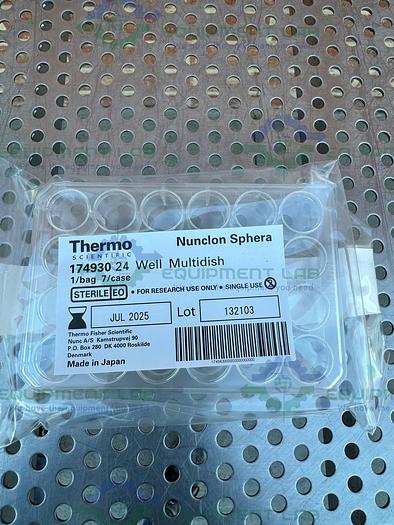 Thermo
SCIENTIFIC
Nunclon Sphera
174930 24 Well Multidish
1/bag 7/case
STERILE EO • FOR RESEARCH USE ONLY • SINGLE USE 2
JUL 2025 Lot 132103
Thermo Fisher Scientific
Nunc A/S Kamstrupvej 90
P.O. Box 280 DK 4000 Roskilde
Denmark
Made in Japan
EQUIPMENT LAB